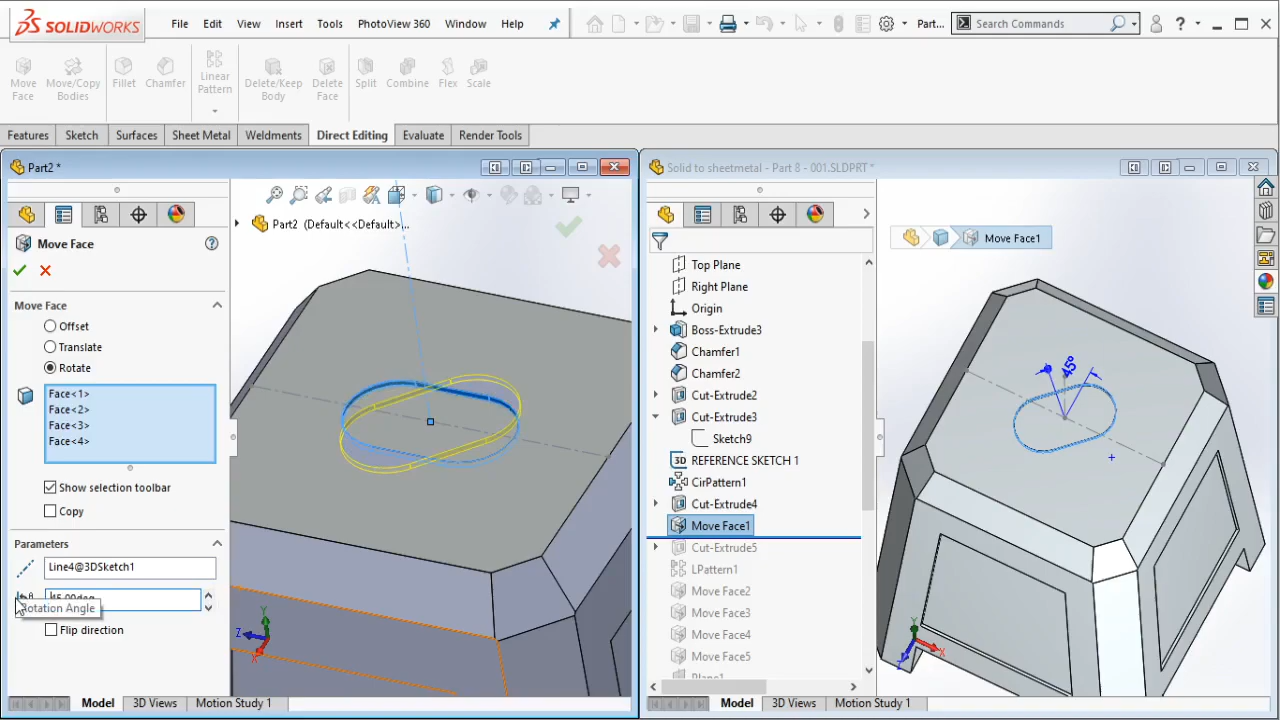 SOLIDWORKS
File Edit View Insert Tools PhotoView 360 Window Help
Part... Search Commands
Move Face
Move/Copy Bodies
Fillet
Chamfer
Linear Pattern
Delete/Keep Body
Delete Face
Split
Combine
Flex
Scale
Features Sketch Surfaces Sheet Metal Weldments Direct Editing Evaluate Render Tools
Part2 *
Part2 (Default<<Default>...
Move Face
Move Face
Offset
Translate
Rotate
Face<1>
Face<2>
Face<3>
Face<4>
Show selection toolbar
Copy
Parameters
Line4@3DSketch1
Rotation Angle
Flip direction
Y
Z
X
Model 3D Views Motion Study 1
Solid to sheetmetal - Part 8 - 001.SLDPRT *
Top Plane
Right Plane
Origin
Boss-Extrude3
Chamfer1
Chamfer2
Cut-Extrude2
Cut-Extrude3
Sketch9
3D REFERENCE SKETCH 1
CirPattern1
Cut-Extrude4
Move Face1
Cut-Extrude5
LPattern1
Move Face2
Move Face3
Move Face4
Move Face5
Move Face1
45°
Y
X
Z
Model 3D Views Motion Study 1